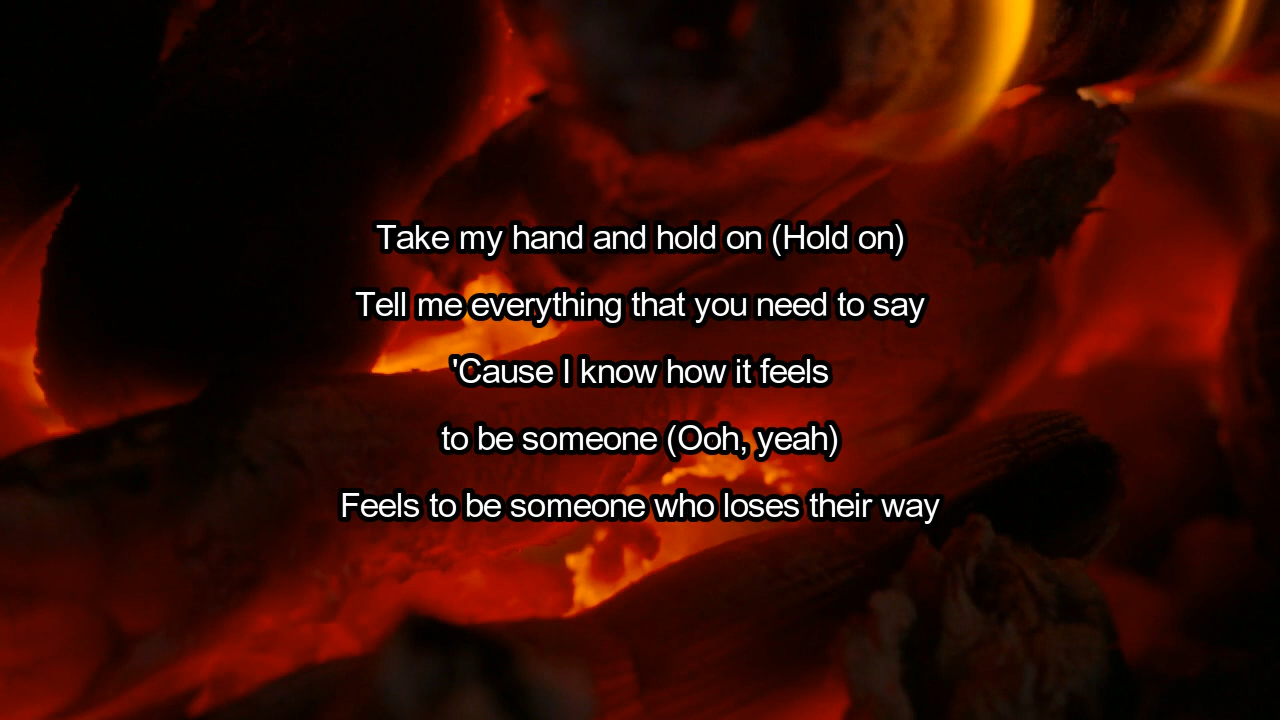 Take my hand and hold on (Hold on)
Tell me everything that you need to say
'Cause I know how it feels
to be someone (Ooh, yeah)
Feels to be someone who loses their way